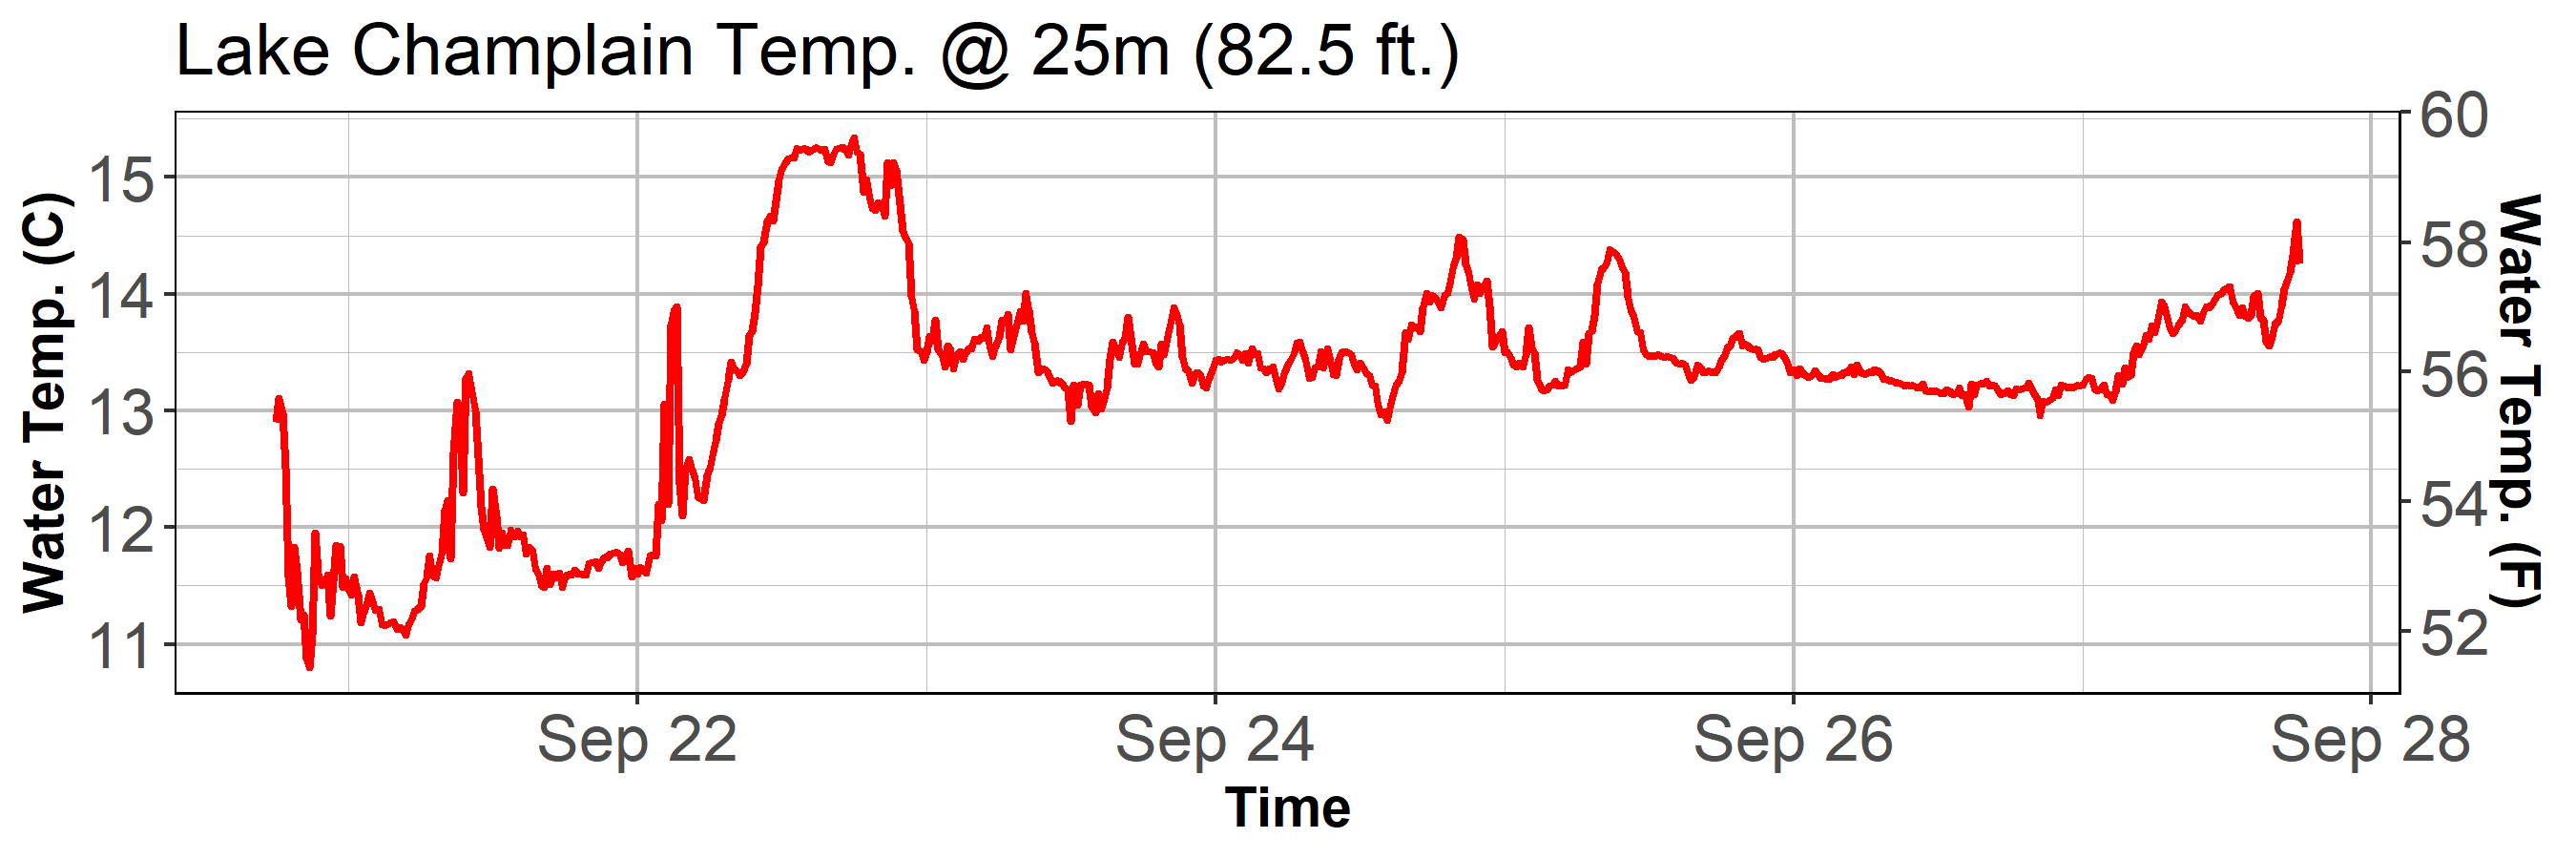 Lake Champlain Temp. @ 25m (82.5 ft.)
Water Temp. (C)
15
14
13
12
11
60
58
56
54
52
Water Temp. (F)
Sep 22 Sep 24 Sep 26 Sep 28
Time